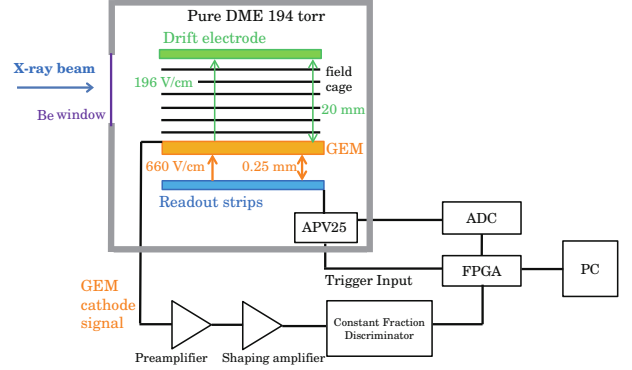 Pure DME 194 torr
Drift electrode
X-ray beam
196 V/cm
field
cage
20 mm
Be window
GEM
660 V/cm
0.25 mm
Readout strips
APV25
ADC
Trigger Input
FPGA
PC
GEM
cathode
signal
Constant Fraction
Discriminator
Preamplifier
Shaping amplifier